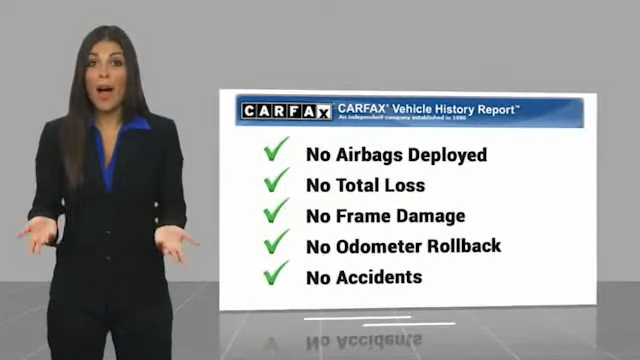 CARFAX CARFAX® Vehicle History Report™
An independent company established in 1986
No Airbags Deployed
No Total Loss
No Frame Damage
No Odometer Rollback
No Accidents